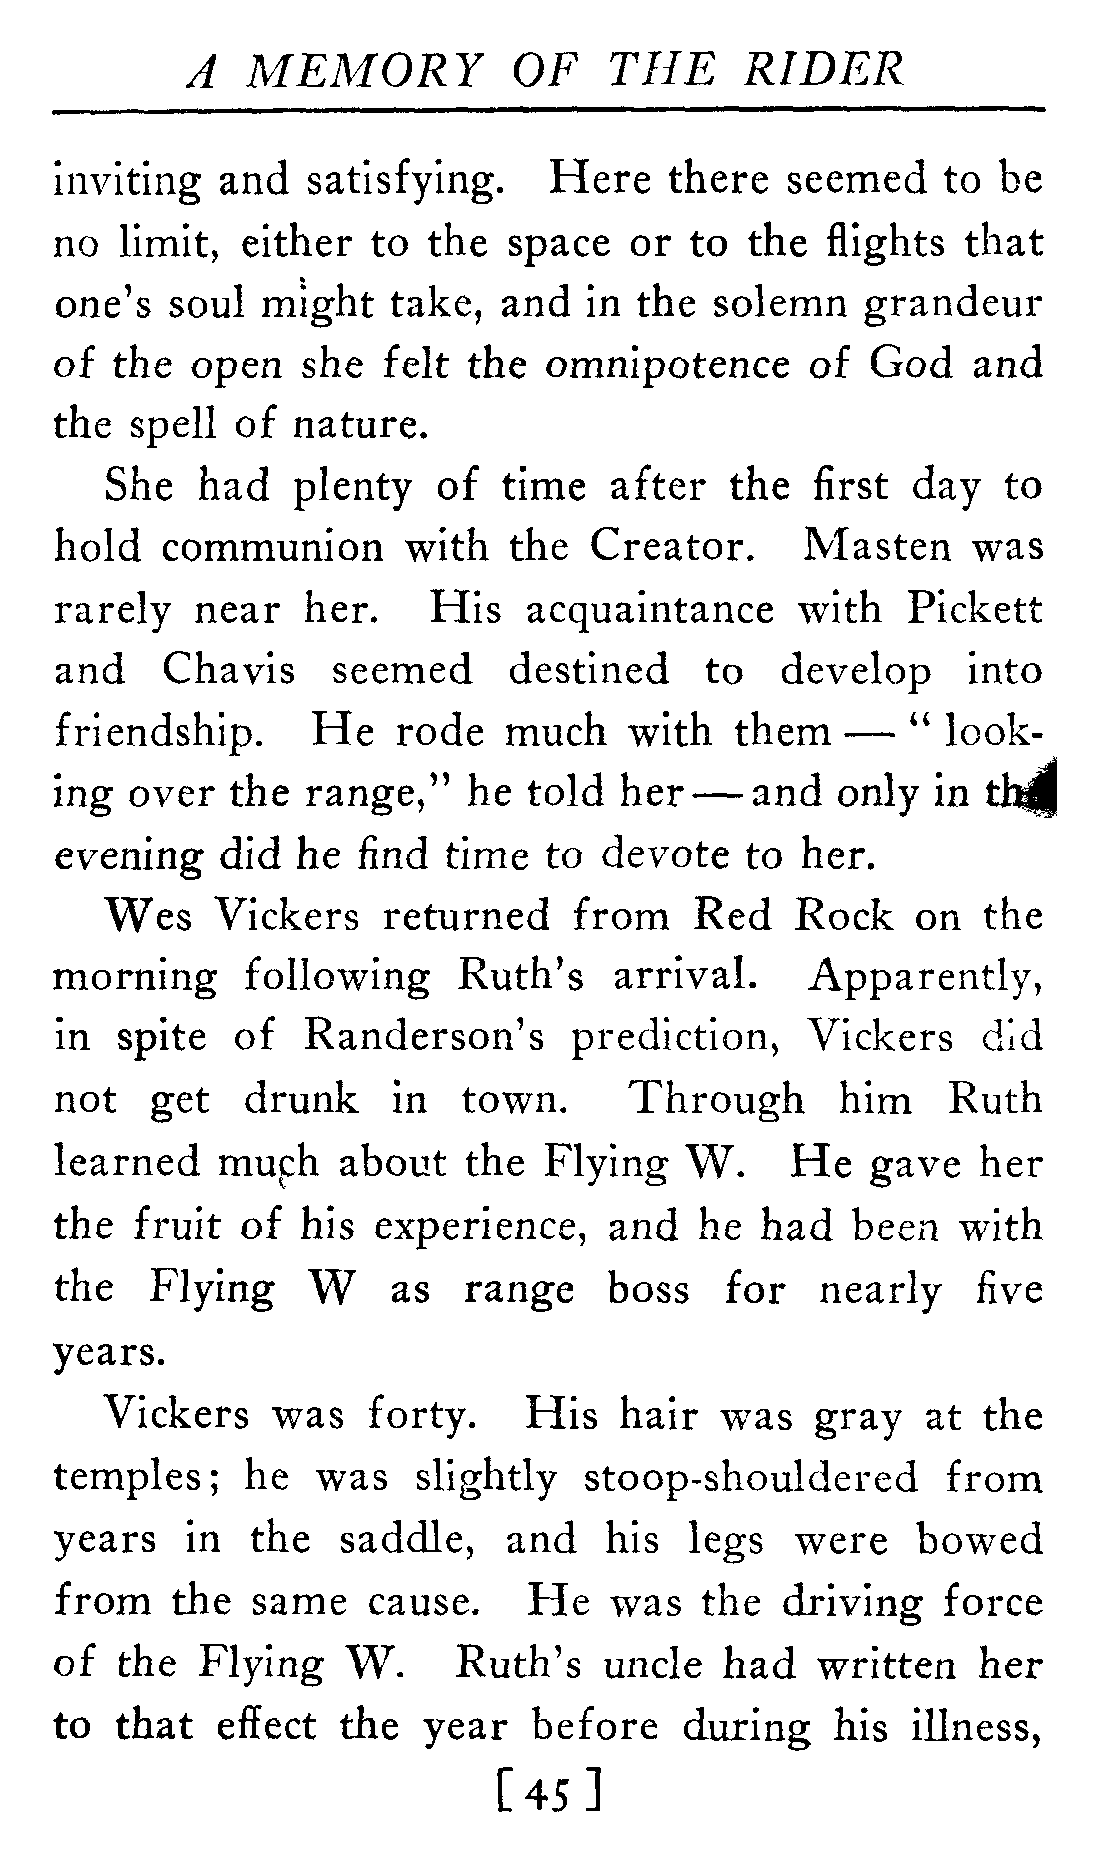 A MEMORY OF THE RIDER
inviting and satisfying. Here there seemed to be
no limit, either to the space or to the flights that
one's soul might take, and in the solemn grandeur
of the open she felt the omnipotence of God and
the spell of nature.
She had plenty of time after the first day to
hold communion with the Creator. Masten was
rarely near her. His acquaintance with Pickett
and Chavis seemed destined to develop into
friendship. He rode much with them — “ look-
ing over the range,” he told her — and only in the
evening did he find time to devote to her.
Wes Vickers returned from Red Rock on the
morning following Ruth's arrival. Apparently,
in spite of Randerson's prediction, Vickers did
not get drunk in town. Through him Ruth
learned much about the Flying W. He gave her
the fruit of his experience, and he had been with
the Flying W as range boss for nearly five
years.
Vickers was forty. His hair was gray at the
temples; he was slightly stoop-shouldered from
years in the saddle, and his legs were bowed
from the same cause. He was the driving force
of the Flying W. Ruth's uncle had written her
to that effect the year before during his illness,
[ 45 ]